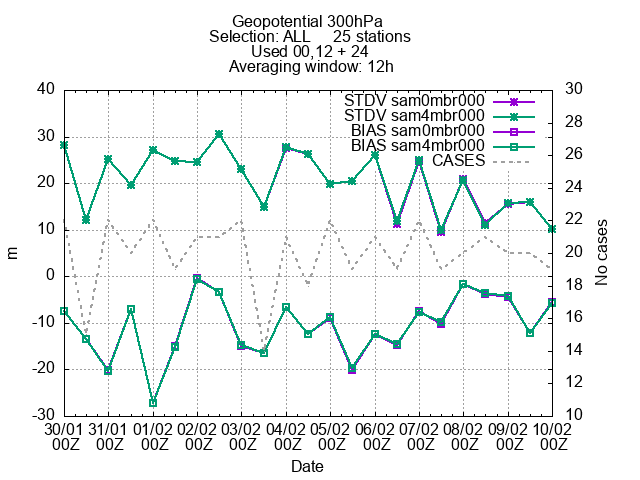 Geopotential 300hPa
Selection: ALL 25 stations
Used 00,12 + 24
Averaging window: 12h
STDV sam0mbr000
STDV sam4mbr000
BIAS sam0mbr000
BIAS sam4mbr000
CASES
40
30
20
10
0
-10
-20
-30
m
30
28
26
24
22
20
18
16
14
12
10
No cases
30/01 31/01 01/02 02/02 03/02 04/02 05/02 06/02 07/02 08/02 09/02 10/02
00Z 00Z 00Z 00Z 00Z 00Z 00Z 00Z 00Z 00Z 00Z 00Z
Date